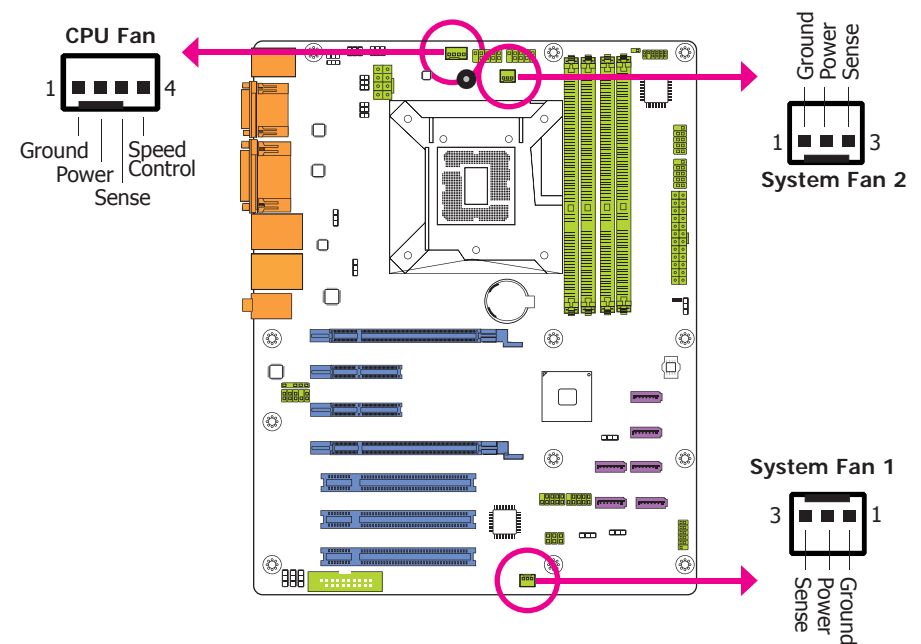 CPU Fan
1 4
Ground
Power
Sense
Speed
Control
Ground
Power
Sense
1 3
System Fan 2
System Fan 1
3 1
Sense
Power
Ground